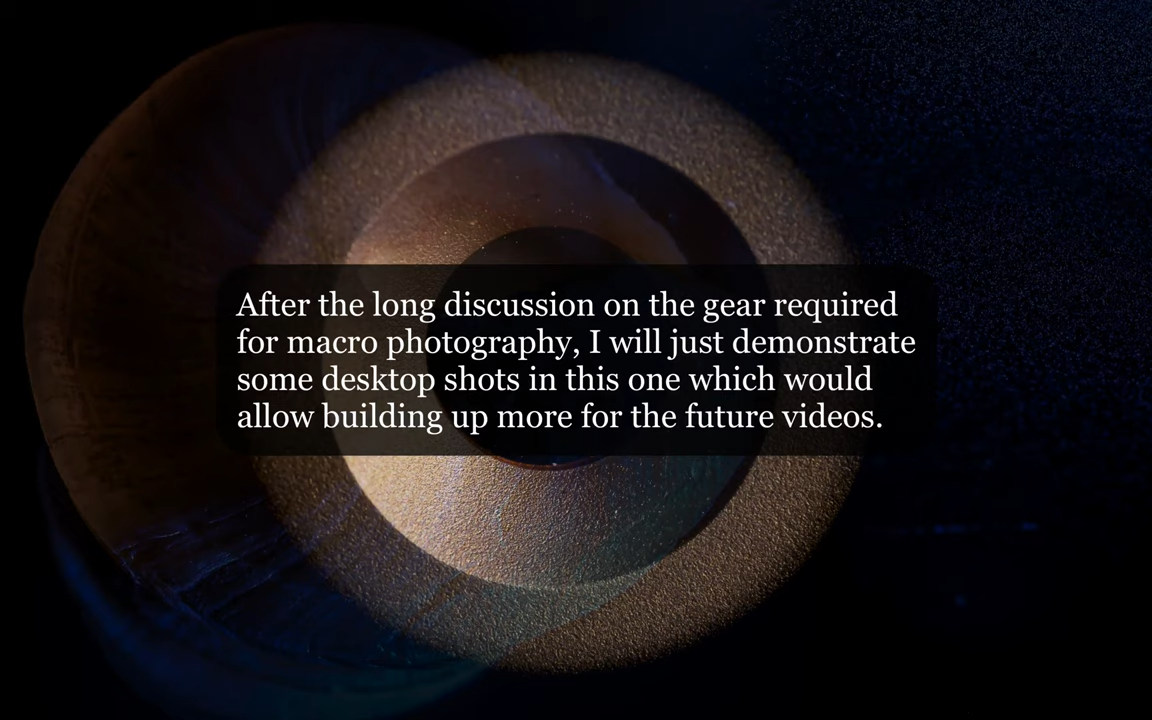 After the long discussion on the gear required
for macro photography, I will just demonstrate
some desktop shots in this one which would
allow building up more for the future videos.